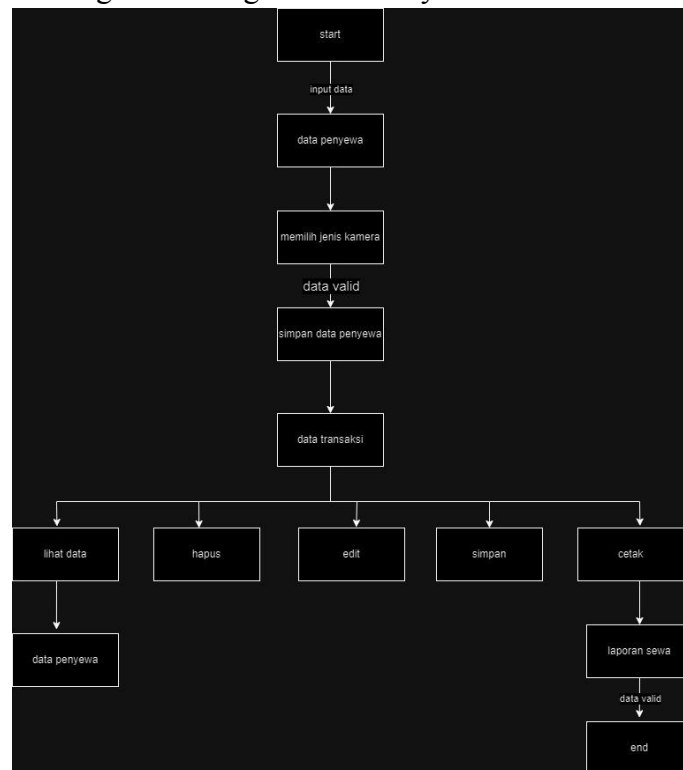 start
input data
data penyewa
memilih jenis kamera
data valid
simpan data penyewa
data transaksi
lihat data
hapus
edit
simpan
cetak
data penyewa
laporan sewa
data valid
end